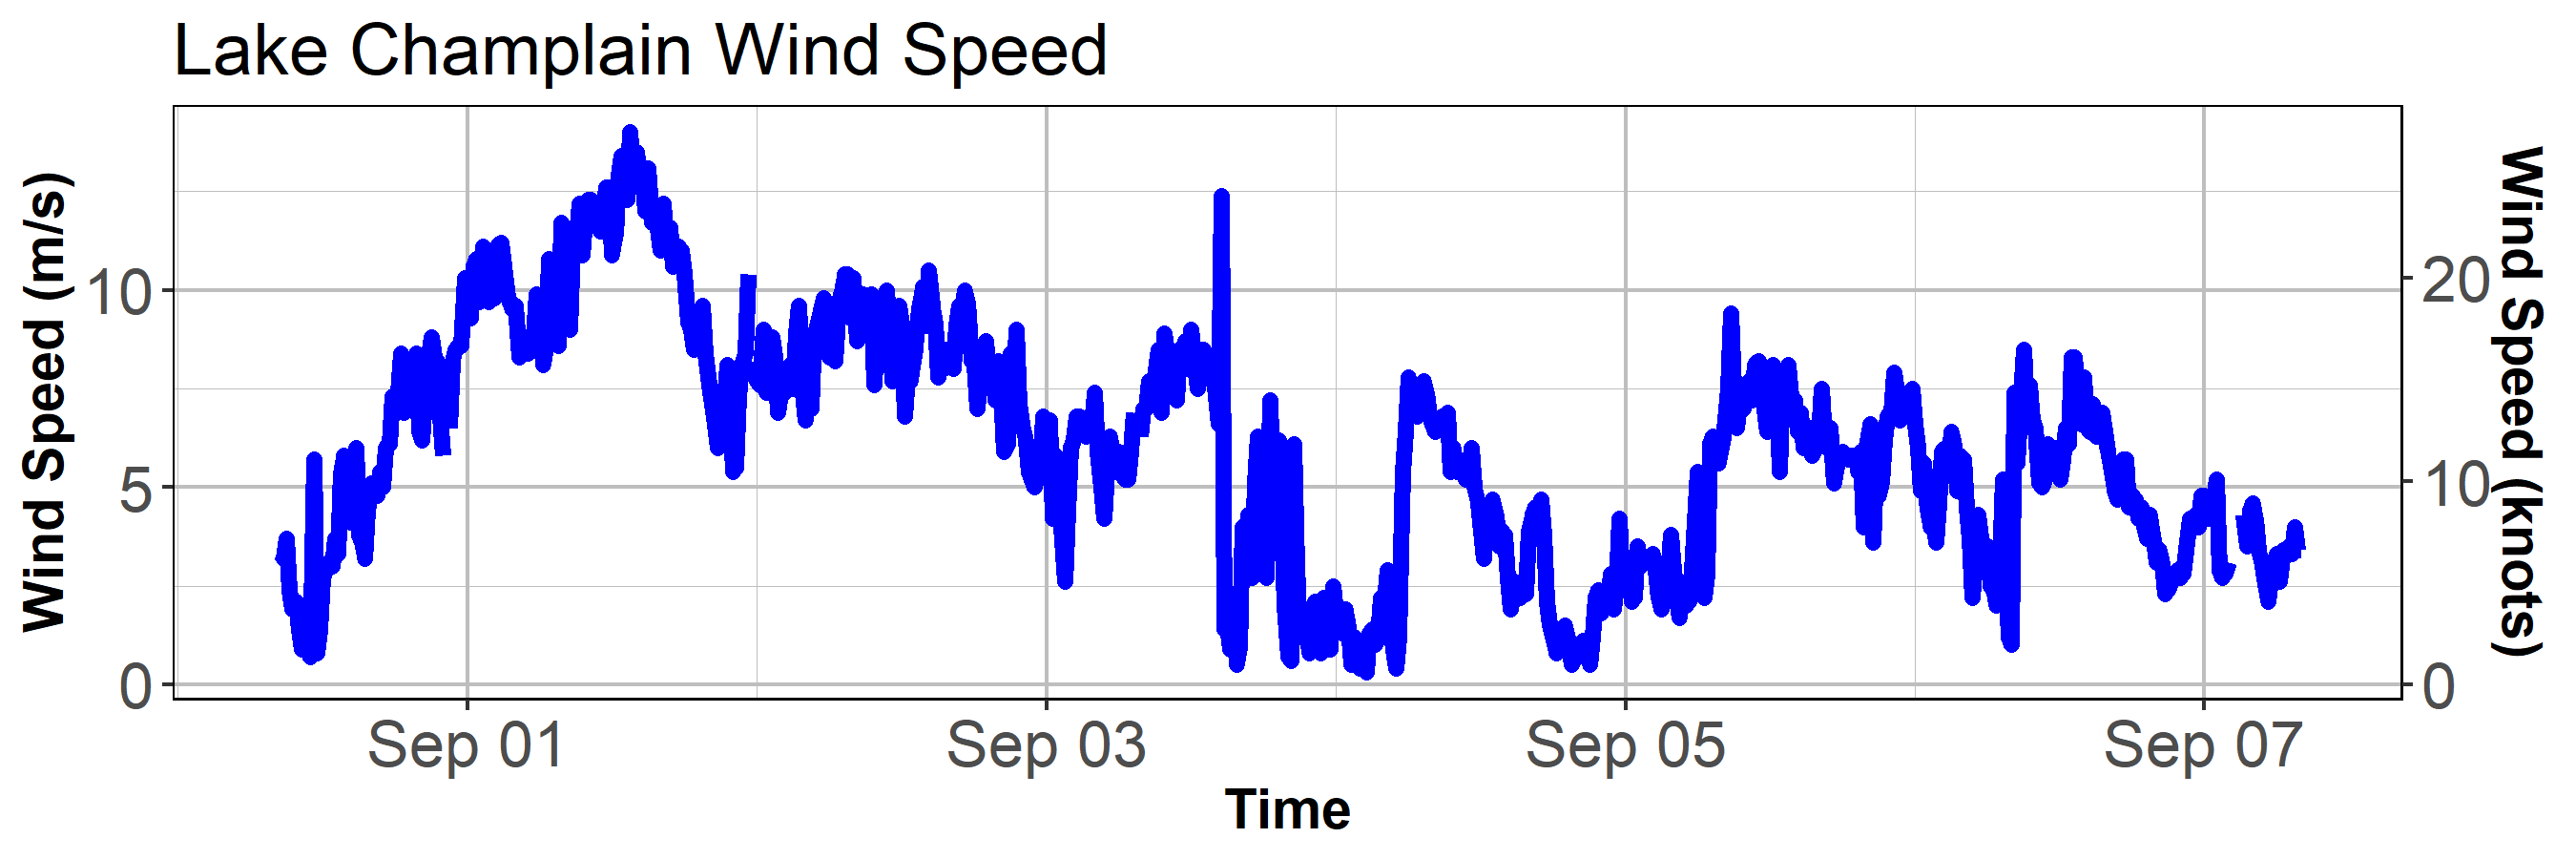 Lake Champlain Wind Speed
Wind Speed (m/s)
10
5
0
20
10
0
Wind Speed (knots)
Sep 01
Sep 03
Sep 05
Sep 07
Time